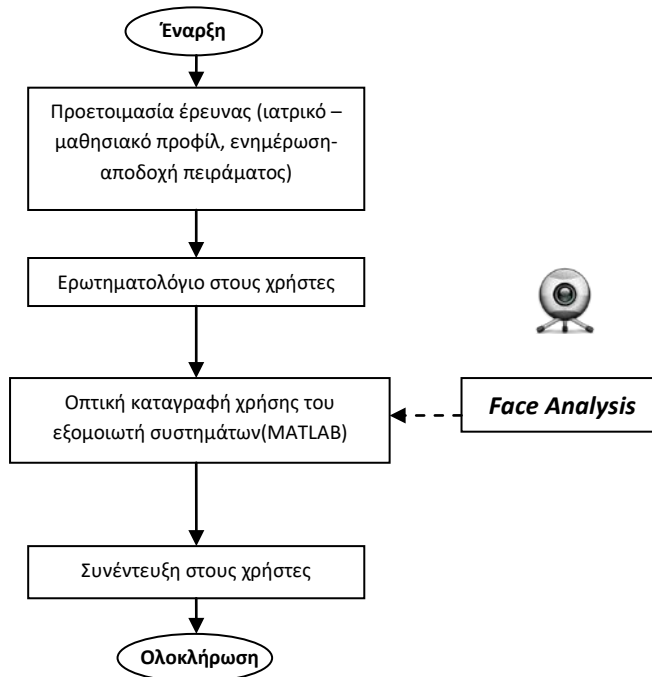 Έναρξη
Προετοιμασία έρευνας (ιατρικό –
μαθησιακό προφίλ, ενημέρωση-
αποδοχή πειράματος)
Ερωτηματολόγιο στους χρήστες
Οπτική καταγραφή χρήσης του
εξομοιωτή συστημάτων(MATLAB)
Face Analysis
Συνέντευξη στους χρήστες
Ολοκλήρωση